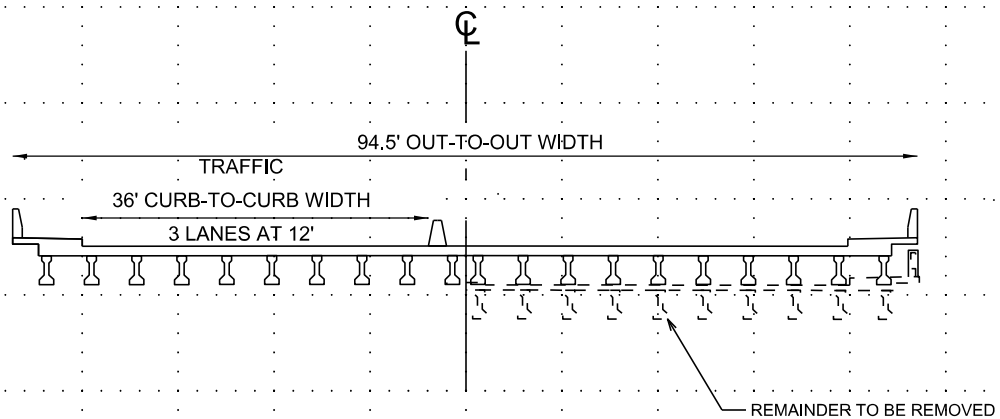 ℄
94.5' OUT-TO-OUT WIDTH
TRAFFIC
36' CURB-TO-CURB WIDTH
3 LANES AT 12'
REMAINDER TO BE REMOVED